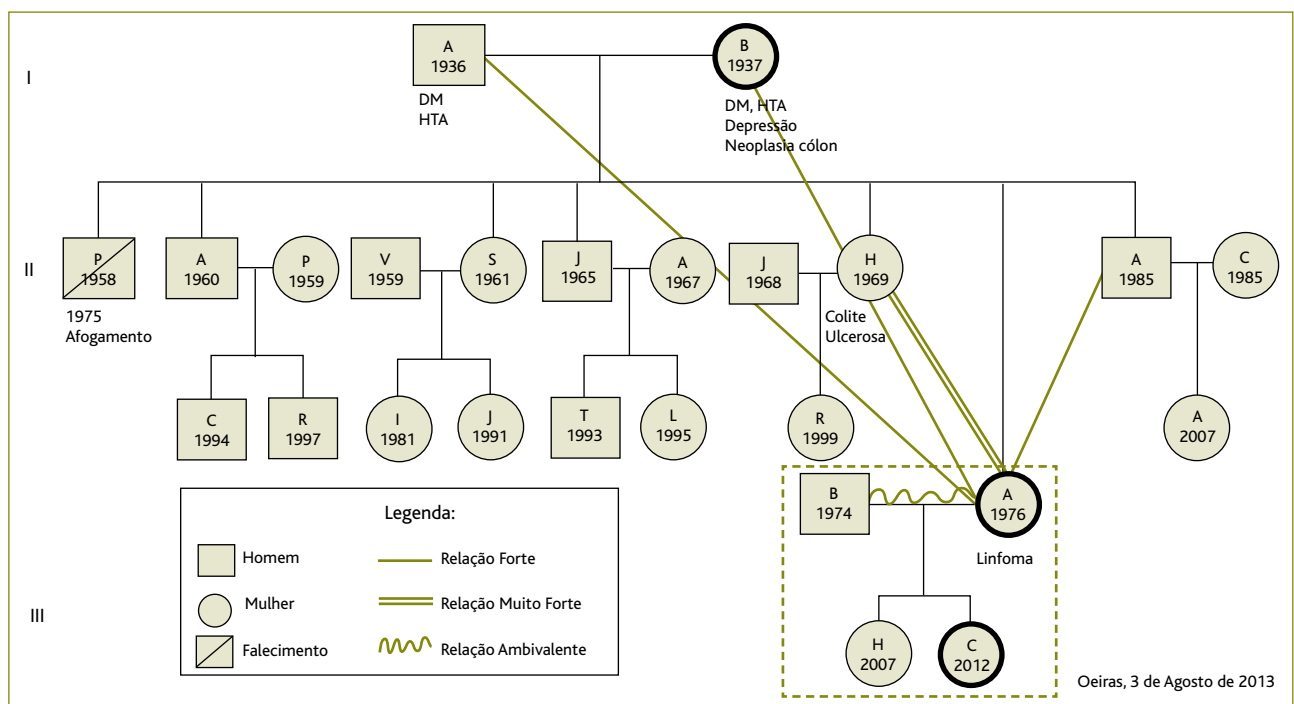 I
A
1936
B
1937
DM
HTA
DM, HTA
Depressão
Neoplasia cólon
II
P
1958
A
1960
P
1959
V
1959
S
1961
J
1965
A
1967
J
1968
H
1969
A
1985
C
1985
1975
Afogamento
Colite
Ulcerosa
C
1994
R
1997
I
1981
J
1991
T
1993
L
1995
R
1999
A
2007
B
1974
A
1976
Linfoma
Legenda:
Homem
Relação Forte
Mulher
Relação Muito Forte
Falecimento
Relação Ambivalente
III
H
2007
C
2012
Oeiras, 3 de Agosto de 2013